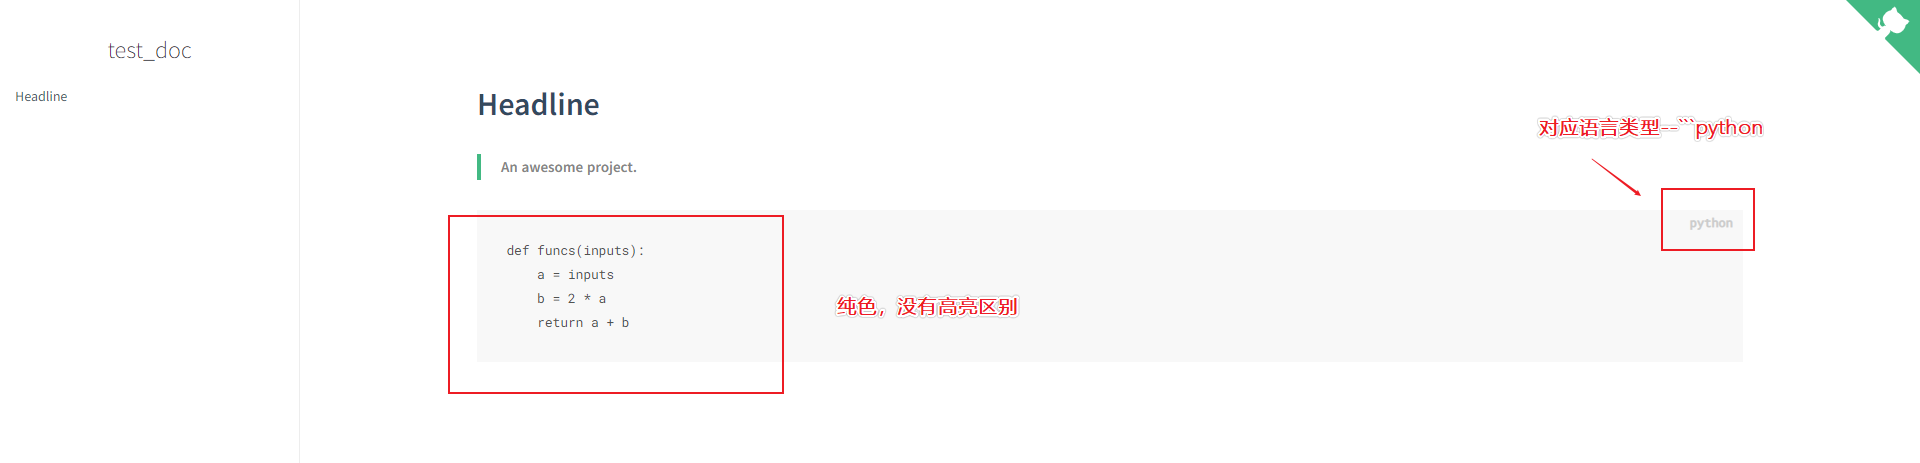 test_doc
Headline
Headline
An awesome project.
对应语言类型--```python
python
def funcs(inputs):
    a = inputs
    b = 2 * a
    return a + b
纯色，没有高亮区别